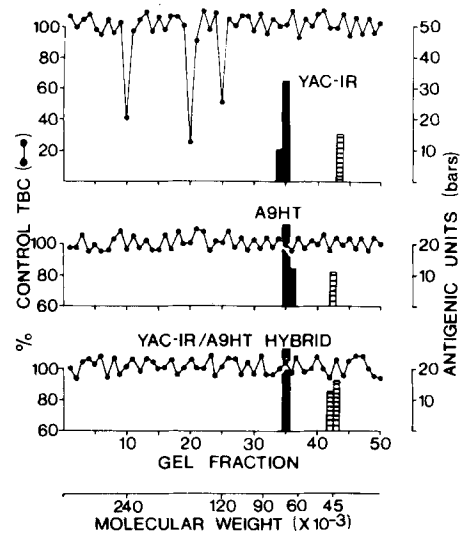 100
80
60
40
20
50
40
30
20
10
YAC-IR
A9HT
100
80
60
20
10
YAC-IR/A9HT HYBRID
100
80
60
20
10
10 20 30 40 50
GEL FRACTION
240 120 90 60 45
MOLECULAR WEIGHT (X10-3)
% CONTROL TBC (●—●)
ANTIGENIC UNITS (bars)